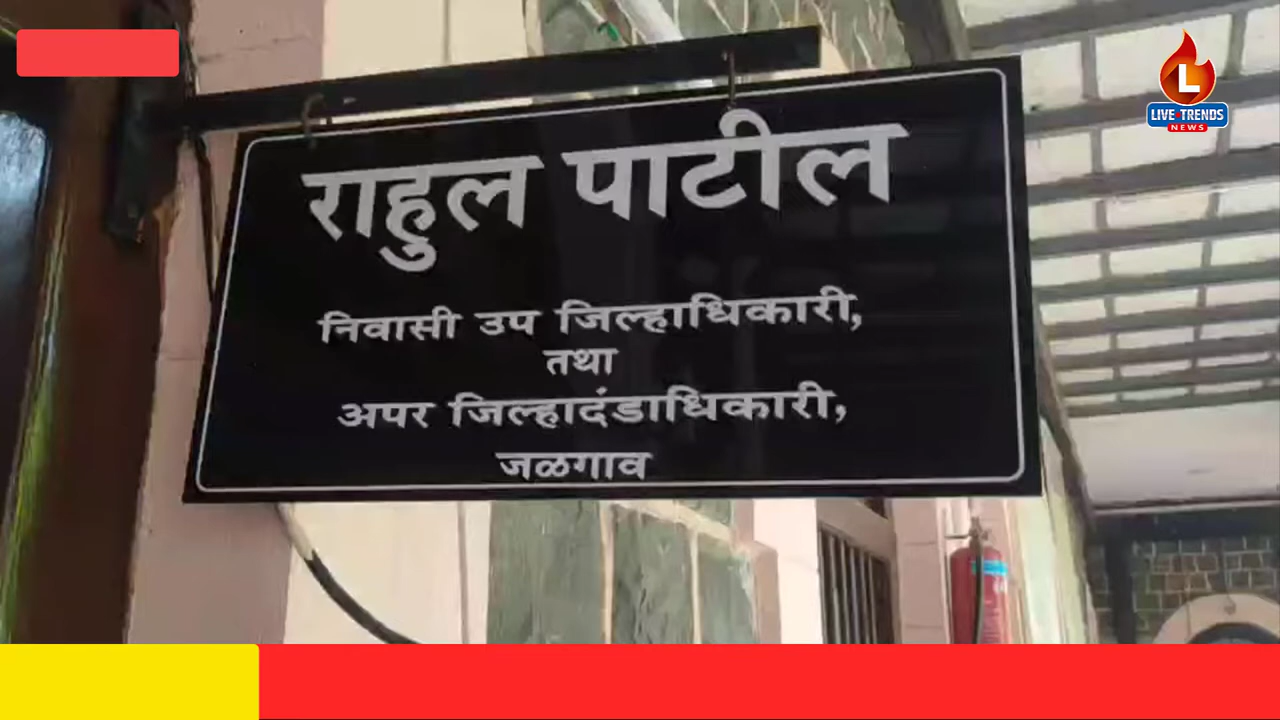 राहुल पाटील
निवासी उप जिल्हाधिकारी,
तथा
अपर जिल्हादंडाधिकारी,
जळगाव
L
LIVE TRENDS
NEWS